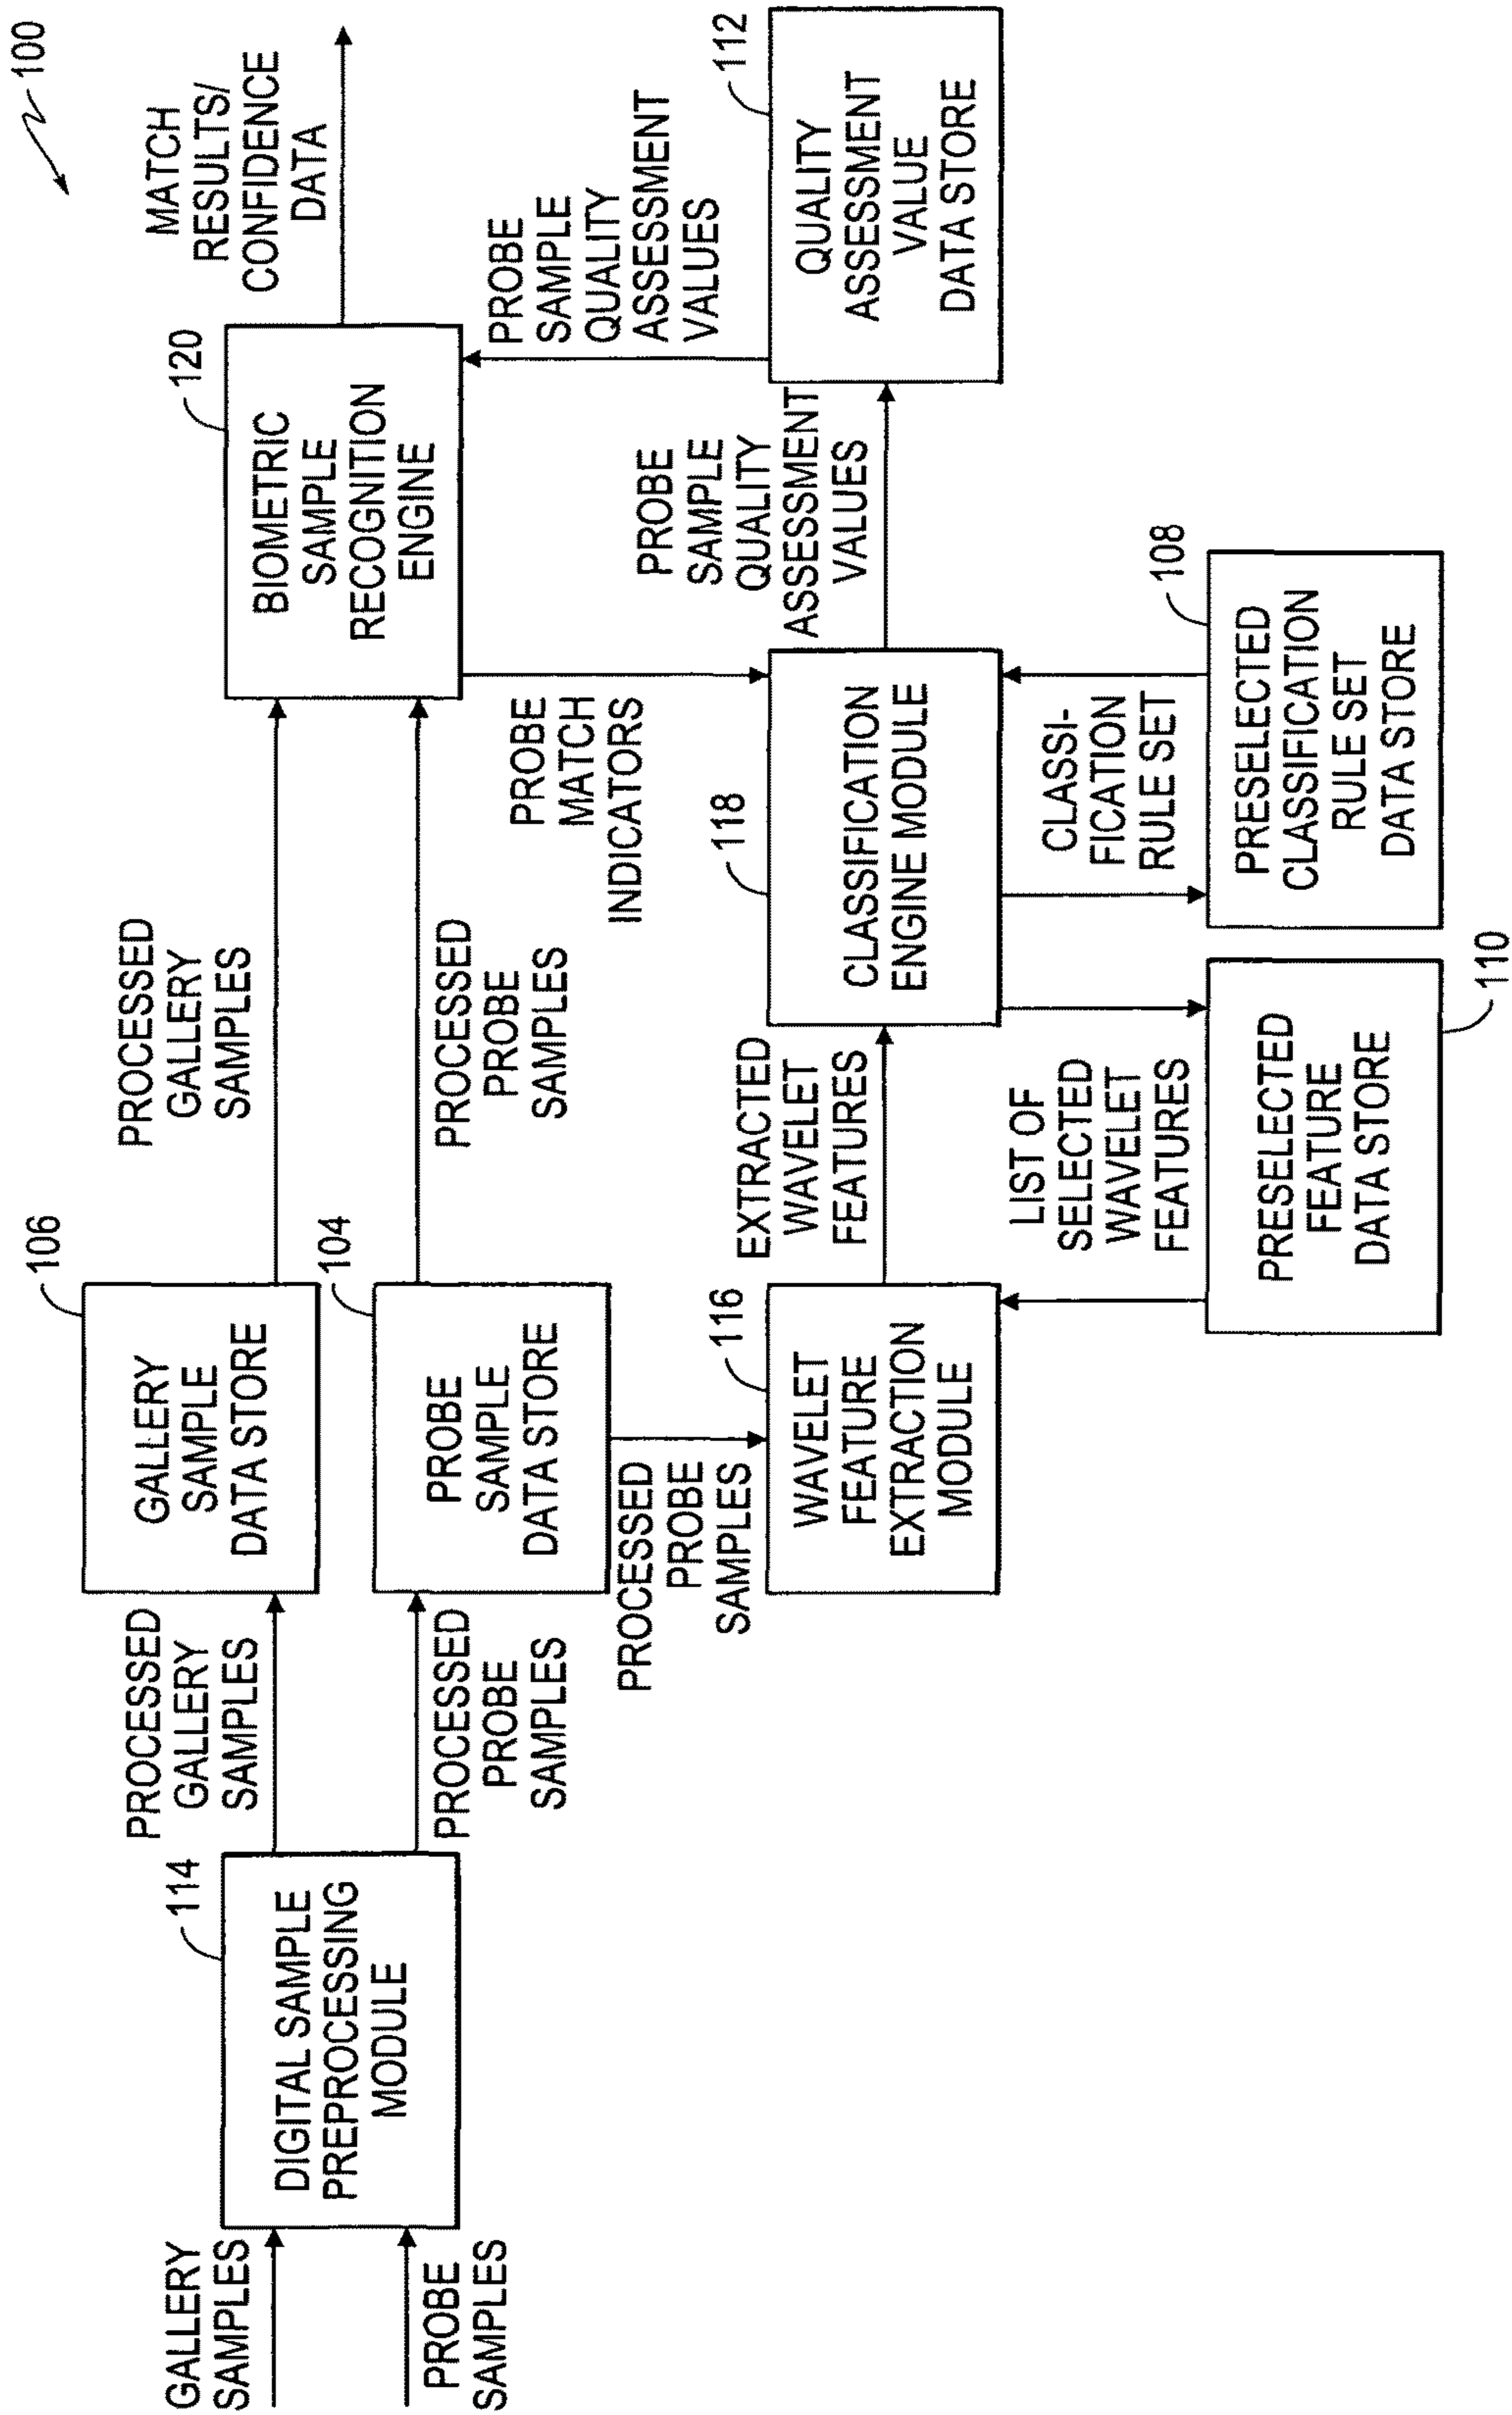 100
MATCH
RESULTS/
CONFIDENCE
DATA
120
BIOMETRIC
SAMPLE
RECOGNITION
ENGINE
PROBE
SAMPLE
QUALITY
ASSESSMENT
VALUES
112
QUALITY
ASSESSMENT
VALUE
DATA STORE
PROCESSED
GALLERY
SAMPLES
PROCESSED
PROBE
SAMPLES
PROBE
MATCH
INDICATORS
PROBE
SAMPLE
QUALITY
ASSESSMENT
VALUES
118
CLASSIFICATION
ENGINE MODULE
CLASSI-
FICATION
RULE SET
108
PRESELECTED
CLASSIFICATION
RULE SET
DATA STORE
106
GALLERY
SAMPLE
DATA STORE
104
PROBE
SAMPLE
DATA STORE
EXTRACTED
WAVELET
FEATURES
LIST OF
SELECTED
WAVELET
FEATURES
110
PRESELECTED
FEATURE
DATA STORE
116
WAVELET
FEATURE
EXTRACTION
MODULE
PROCESSED
PROBE
SAMPLES
PROCESSED
GALLERY
SAMPLES
PROCESSED
PROBE
SAMPLES
114
DIGITAL SAMPLE
PREPROCESSING
MODULE
GALLERY
SAMPLES
PROBE
SAMPLES